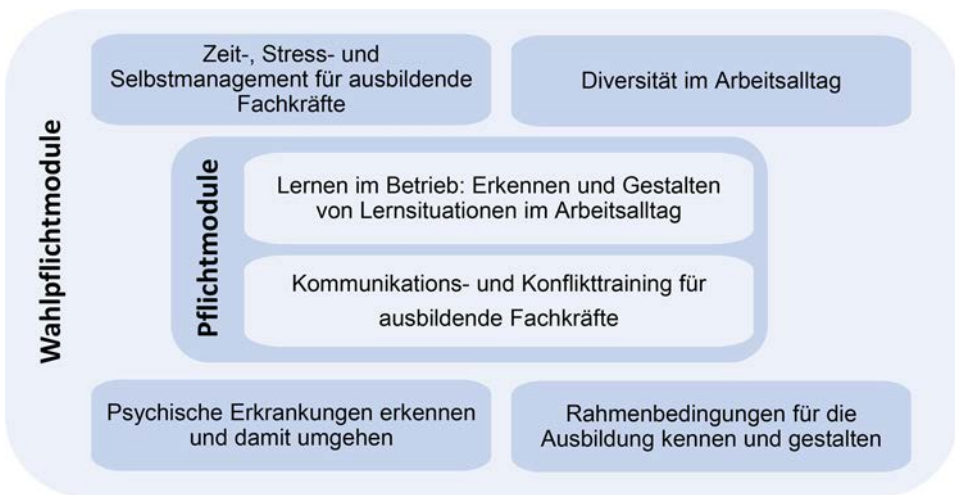 Wahlpflichtmodule
Zeit-, Stress- und
Selbstmanagement für ausbildende
Fachkräfte
Diversität im Arbeitsalltag
Pflichtmodule
Lernen im Betrieb: Erkennen und Gestalten
von Lernsituationen im Arbeitsalltag
Kommunikations- und Konflikttraining für
ausbildende Fachkräfte
Psychische Erkrankungen erkennen
und damit umgehen
Rahmenbedingungen für die
Ausbildung kennen und gestalten